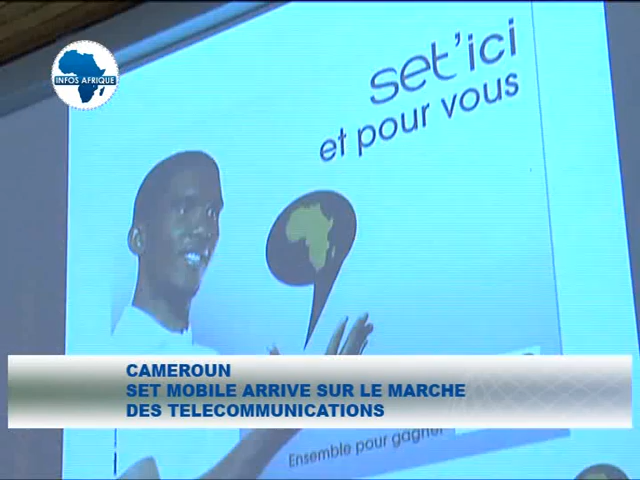 INFOS AFRIQUE
set'ici
et pour vous
CAMEROUN
SET MOBILE ARRIVE SUR LE MARCHE
DES TELECOMMUNICATIONS
Ensemble pour gagner